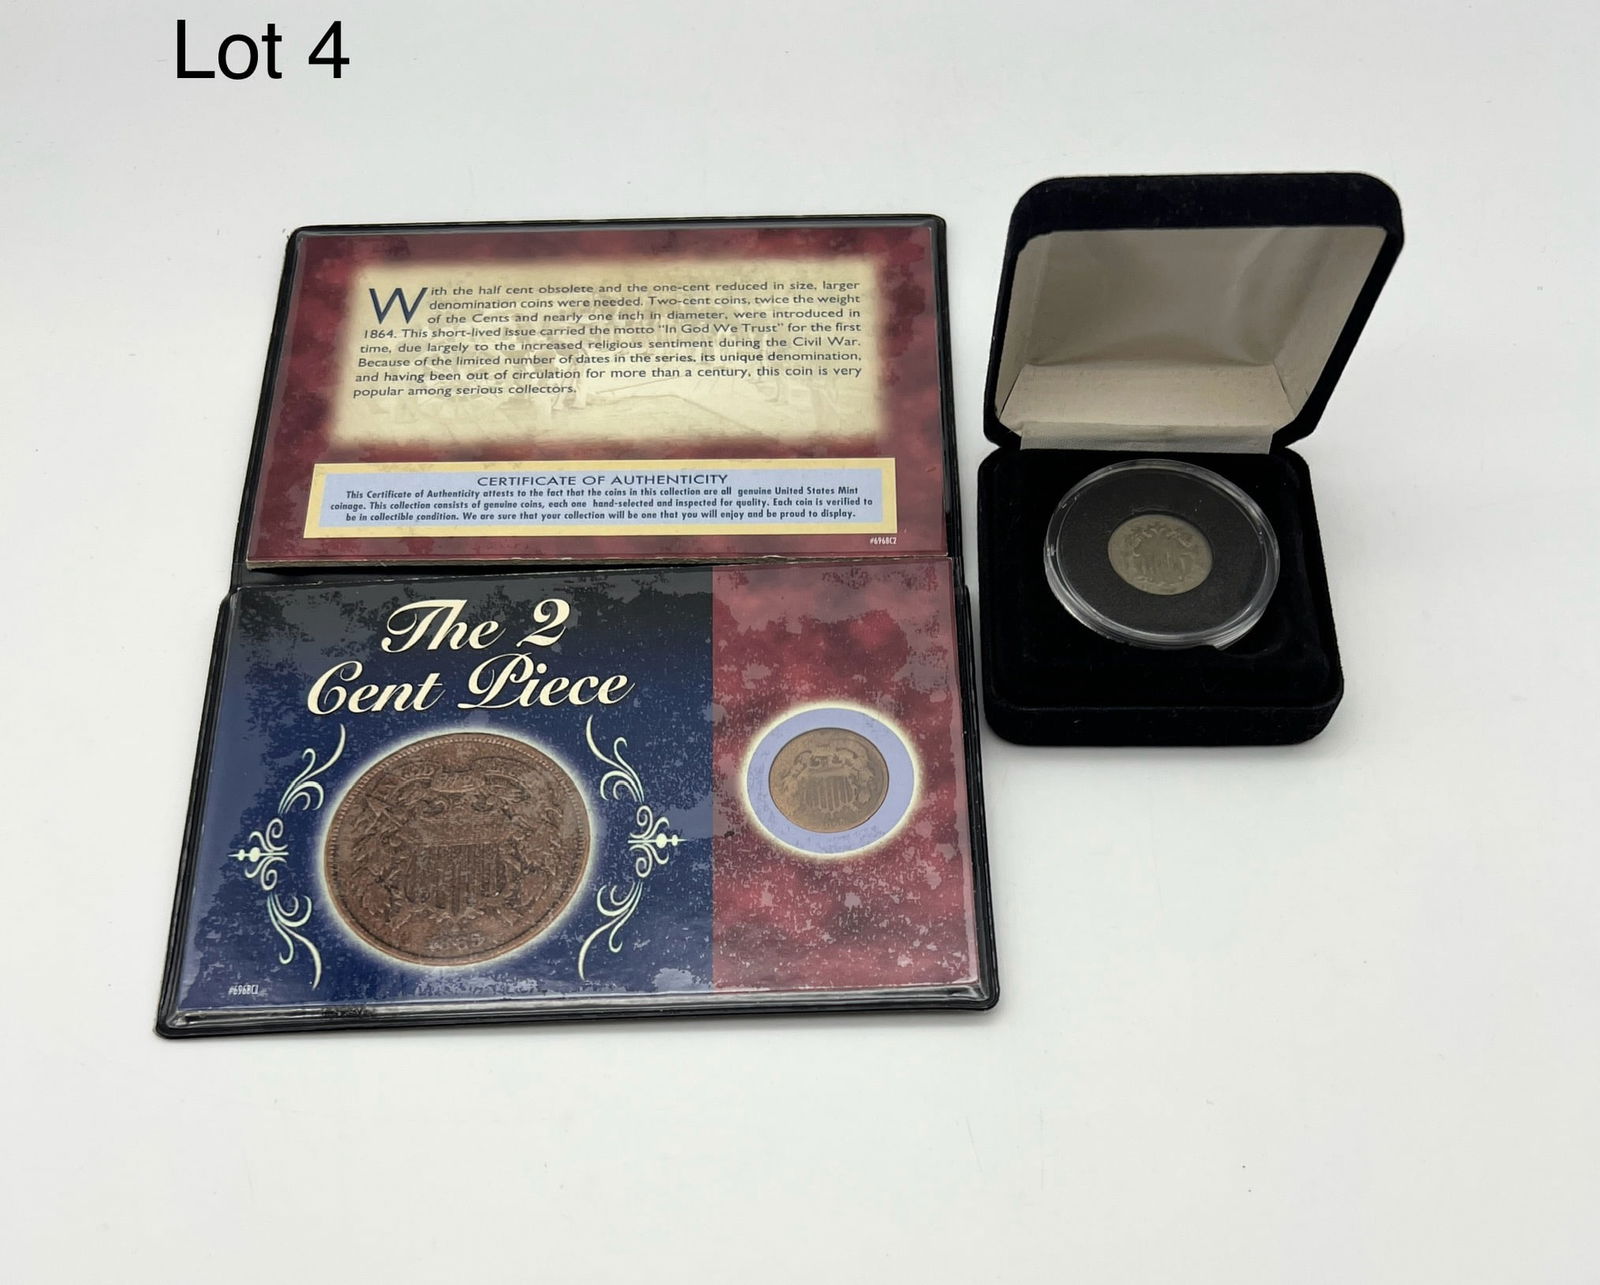 Lot 4
With the half cent obsolete and the one-cent reduced in size, larger
denomination coins were needed. Two-cent coins, twice the weight
of the Cents and nearly one inch in diameter, were introduced in
1864. This short-lived issue carried the motto "In God We Trust" for the first
time, due largely to the increased religious sentiment during the Civil War.
Because of the limited number of dates in the series, its unique denomination,
and having been out of circulation for more than a century, this coin is very
popular among serious collectors.
CERTIFICATE OF AUTHENTICITY
This Certificate of Authenticity attests to the fact that the coins in this collection are all genuine United States Mint
coinage. This collection consists of genuine coins, each one hand-selected and inspected for quality. Each coin is verified to
be in collectible condition. We are sure that your collection will be one that you will enjoy and be proud to display.
#6968C2
The 2
Cent Piece